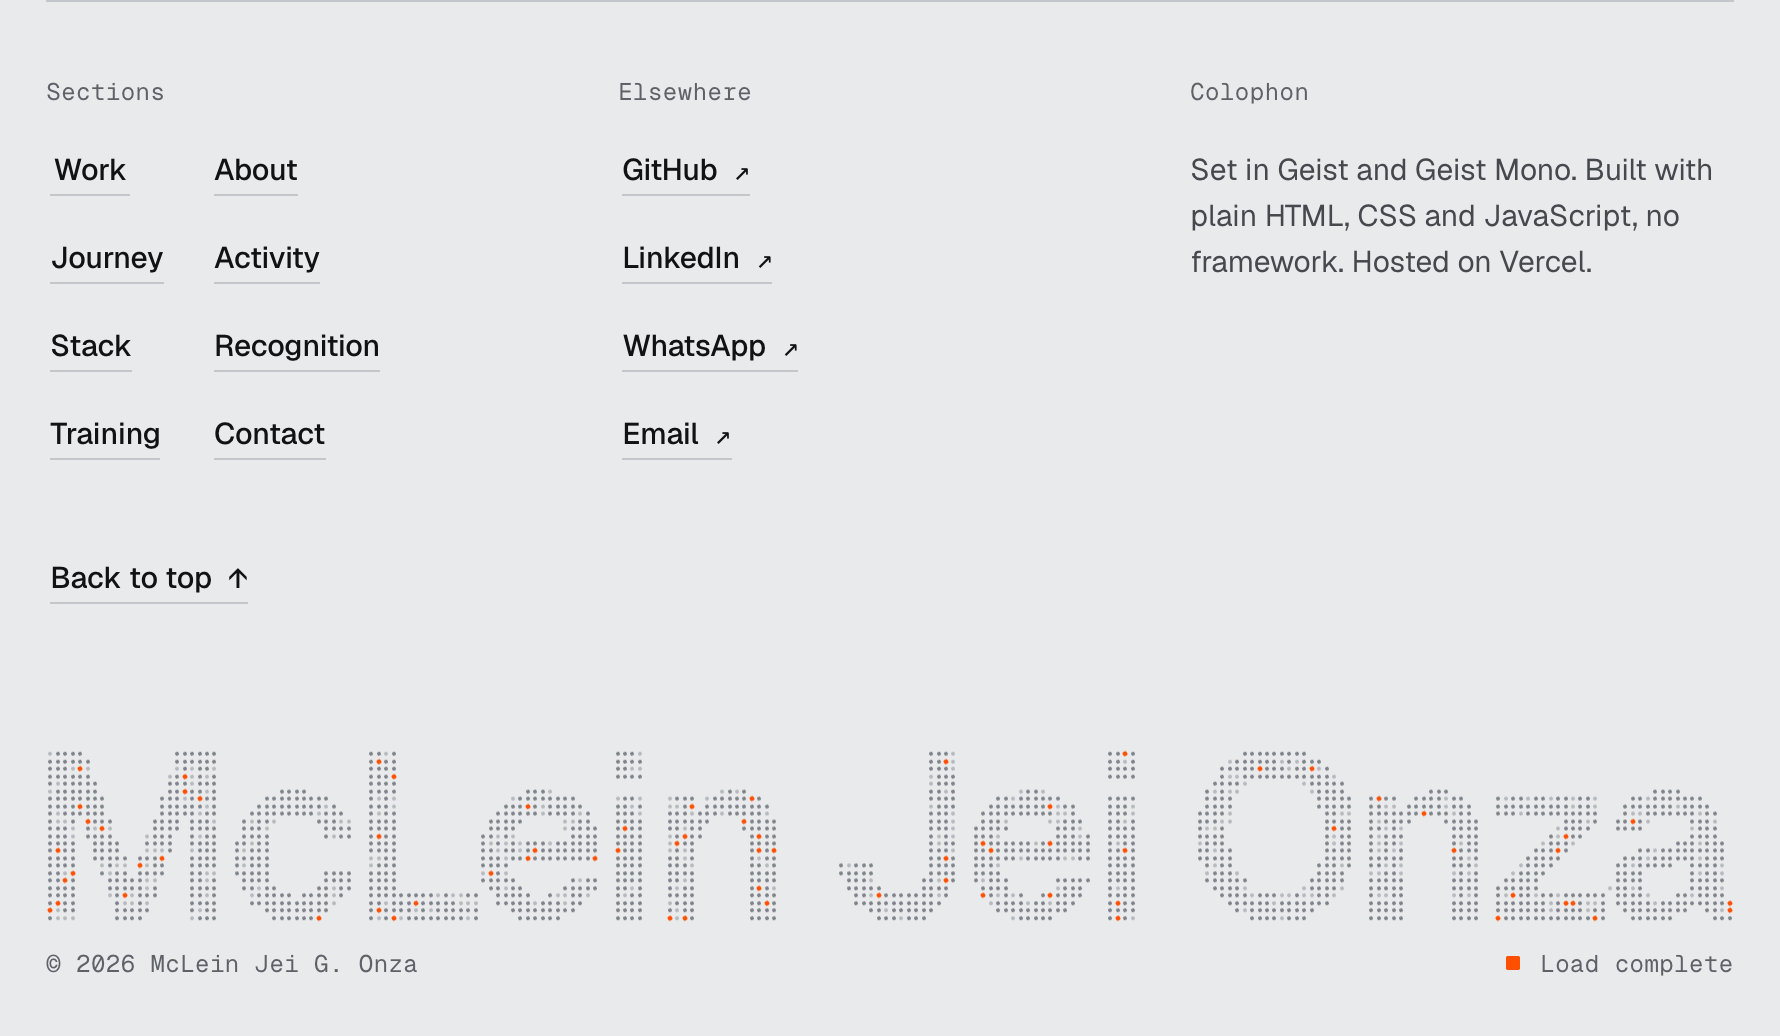 Sections
Work
About
Journey
Activity
Stack
Recognition
Training
Contact
Back to top ↑
Elsewhere
GitHub ↗
LinkedIn ↗
WhatsApp ↗
Email ↗
Colophon
Set in Geist and Geist Mono. Built with
plain HTML, CSS and JavaScript, no
framework. Hosted on Vercel.
McLein Jei Onza
© 2026 McLein Jei G. Onza
Load complete